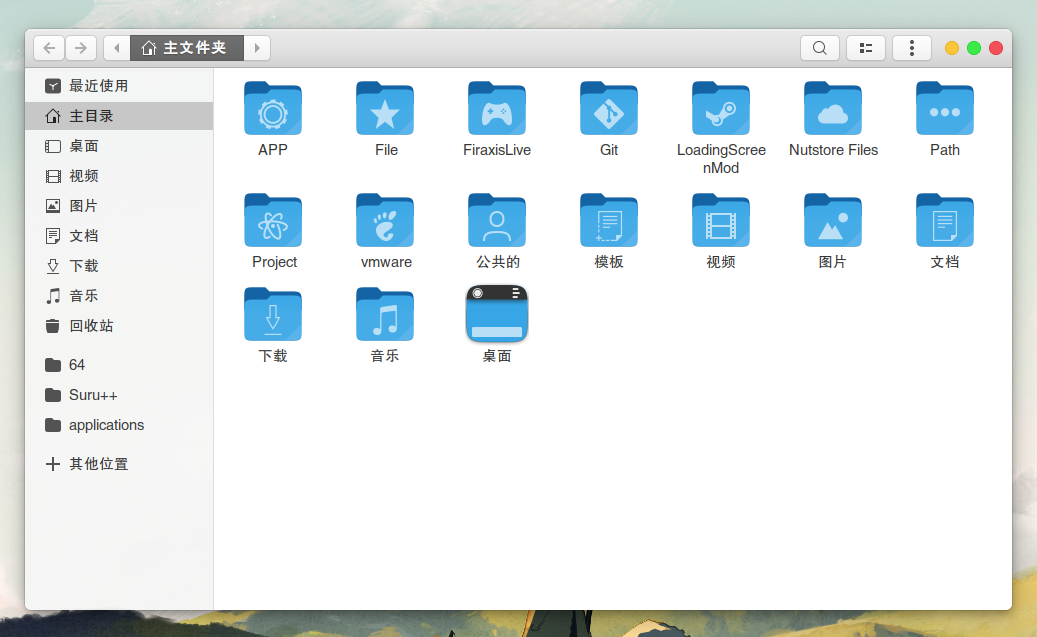 主文件夹
最近使用
主目录
桌面
视频
图片
文档
下载
音乐
回收站
64
Suru++
applications
其他位置
APP
File
FiraxisLive
Git
LoadingScree
nMod
Nutstore Files
Path
Project
vmware
公共的
模板
视频
图片
文档
下载
音乐
桌面